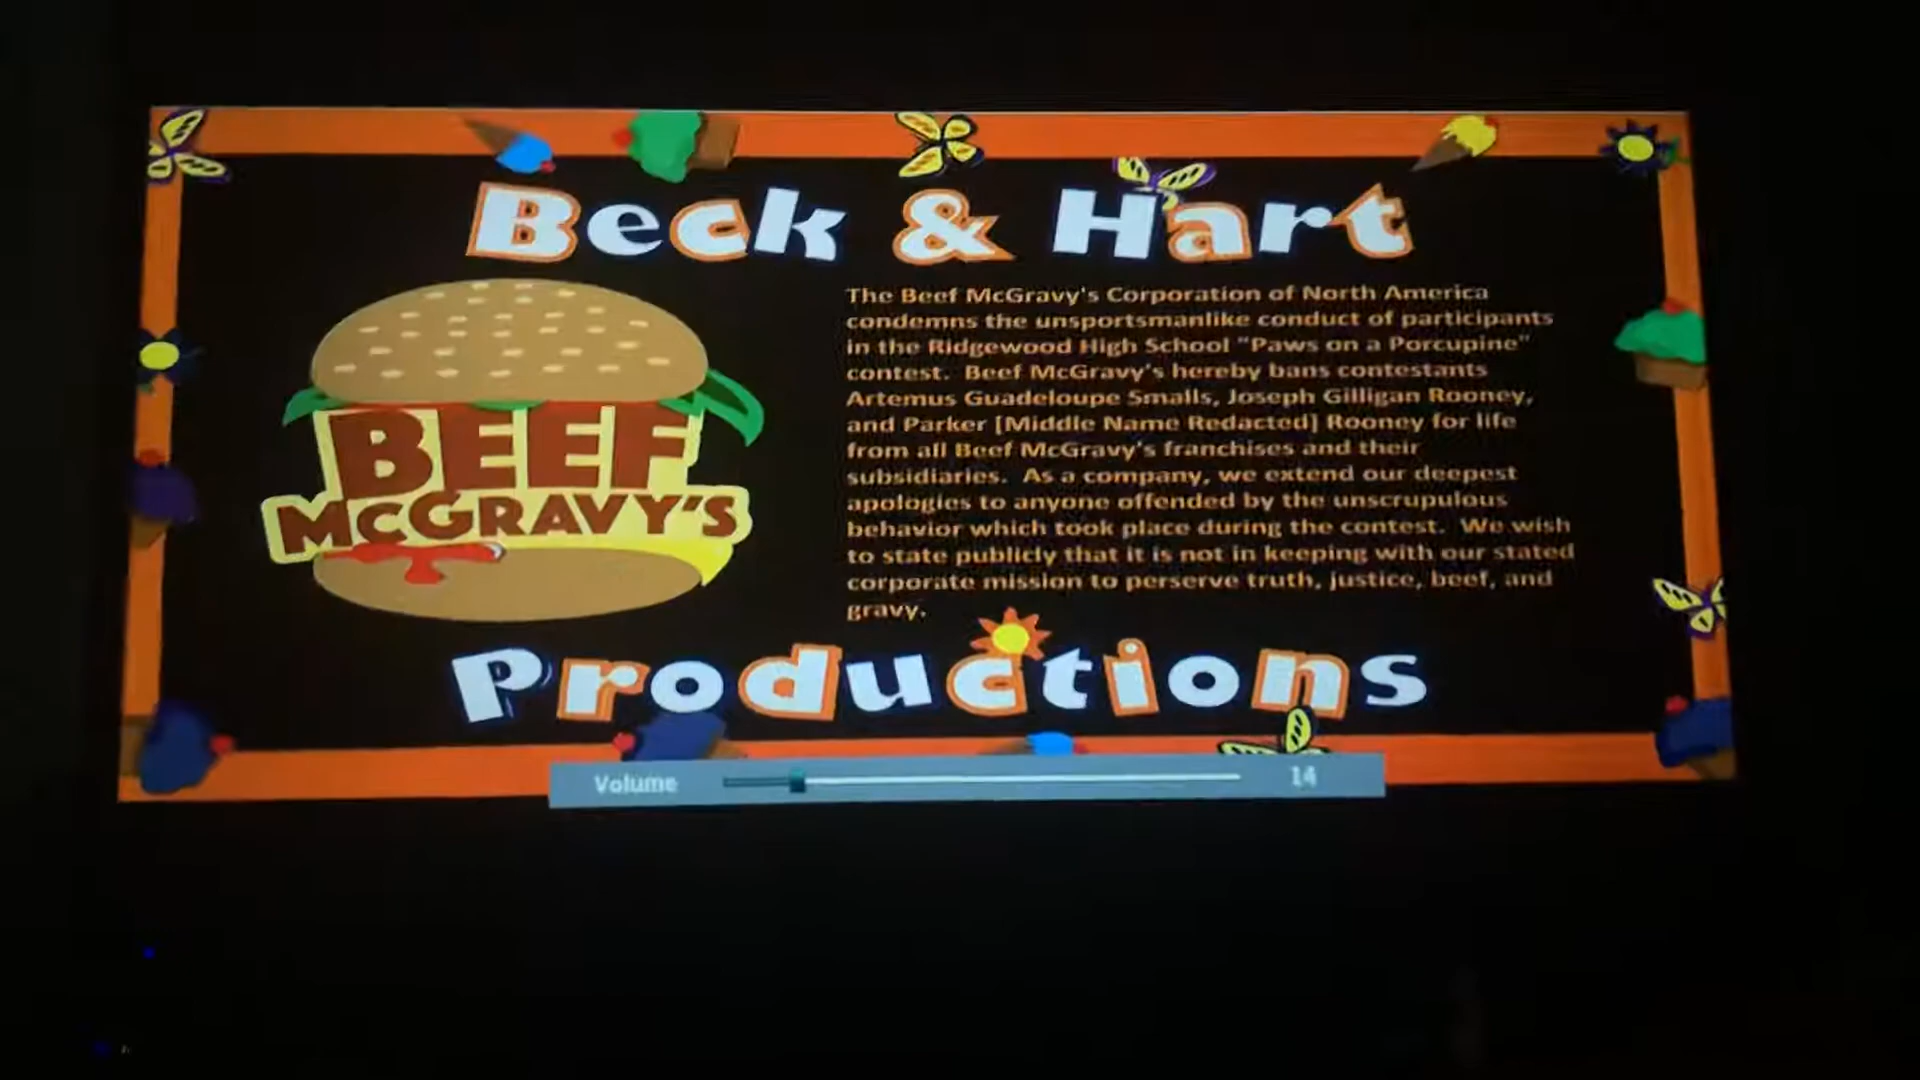 Beck & Hart
BEEF
McGRAVY'S
The Beef McGravy's Corporation of North America
condemns the unsportsmanlike conduct of participants
in the Ridgewood High School "Paws on a Porcupine"
contest. Beef McGravy's hereby bans contestants
Artemus Guadeloupe Smalls, Joseph Gilligan Rooney,
and Parker [Middle Name Redacted] Rooney for life
from all Beef McGravy's franchises and their
subsidiaries. As a company, we extend our deepest
apologies to anyone offended by the unscrupulous
behavior which took place during the contest. We wish
to state publicly that it is not in keeping with our stated
corporate mission to perserve truth, justice, beef, and
gravy.
Productions
Volume 14